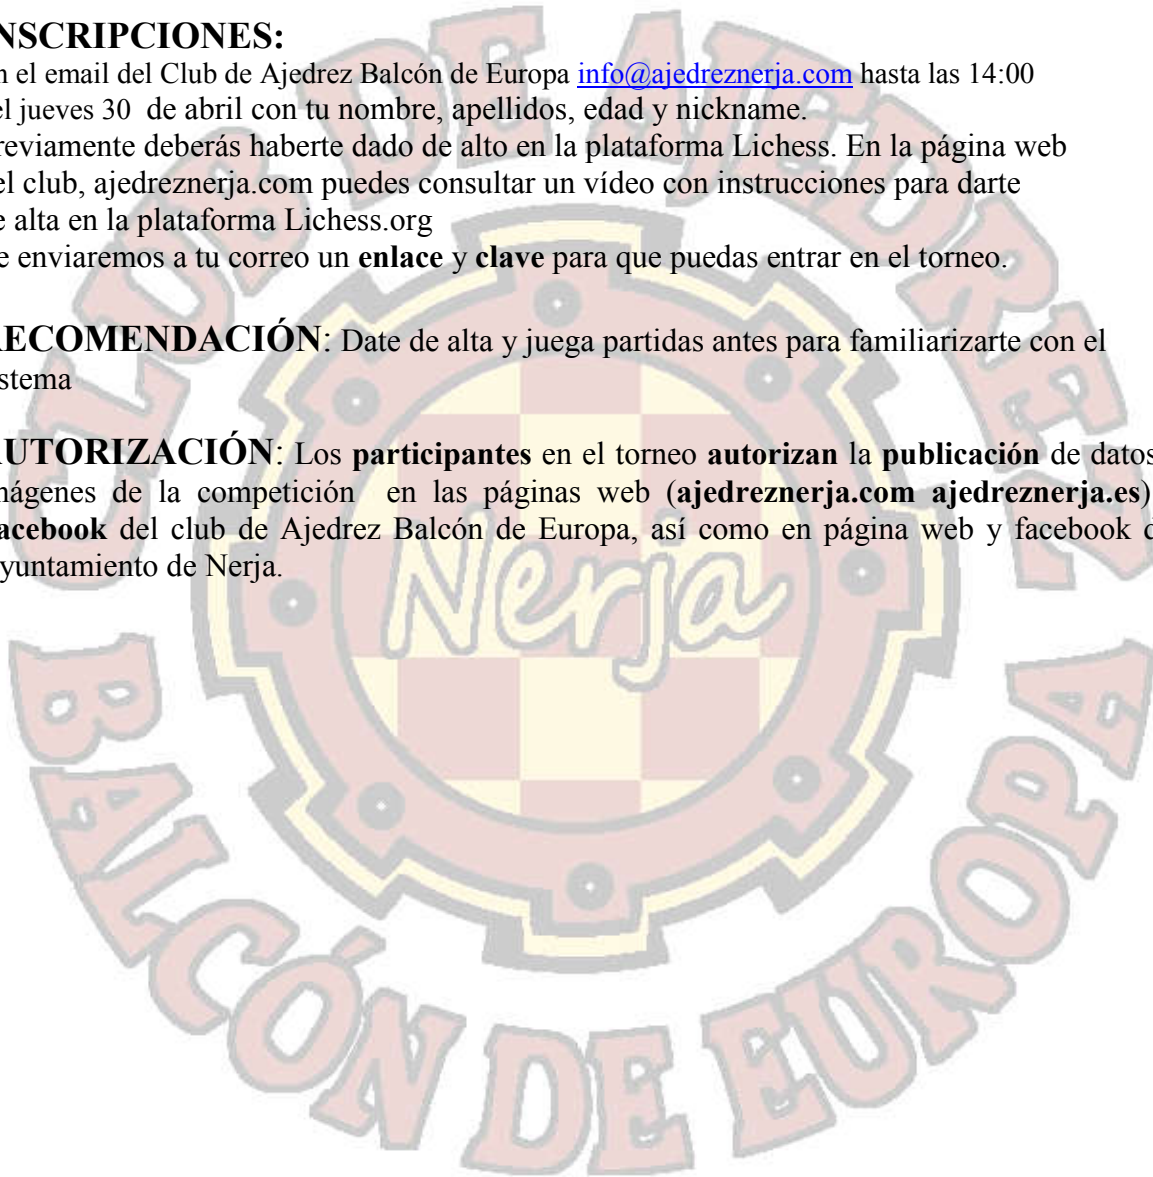 NSCRIPCIONES:
n el email del Club de Ajedrez Balcón de Europa info@ajedreznerja.com hasta las 14:00
el jueves 30 de abril con tu nombre, apellidos, edad y nickname.
reviamente deberás haberte dado de alto en la plataforma Lichess. En la página web
el club, ajedreznerja.com puedes consultar un vídeo con instrucciones para darte
e alta en la plataforma Lichess.org
e enviaremos a tu correo un enlace y clave para que puedas entrar en el torneo.
RECOMENDACIÓN: Date de alta y juega partidas antes para familiarizarte con el
stema
AUTORIZACIÓN: Los participantes en el torneo autorizan la publicación de datos
mágenes de la competición en las páginas web (ajedreznerja.com ajedreznerja.es)
acebook del club de Ajedrez Balcón de Europa, así como en página web y facebook d
yuntamiento de Nerja.
CLUB DE AJEDREZ
Nerja
BALCÓN DE EUROPA